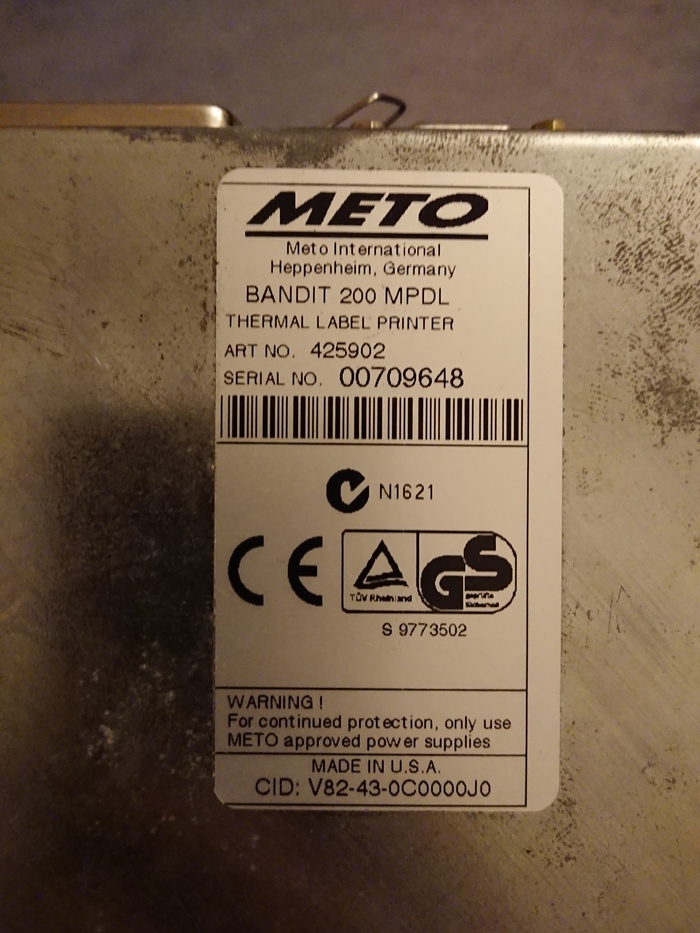 METO
Meto International
Heppenheim, Germany
BANDIT 200 MPDL
THERMAL LABEL PRINTER
ART NO. 425902
SERIAL NO. 00709648
N1621
CE
TÜV Rheinland
GS
geprüfte
Sicherheit
S 9773502
WARNING !
For continued protection, only use
METO approved power supplies
MADE IN U.S.A.
CID: V82-43-0C0000J0